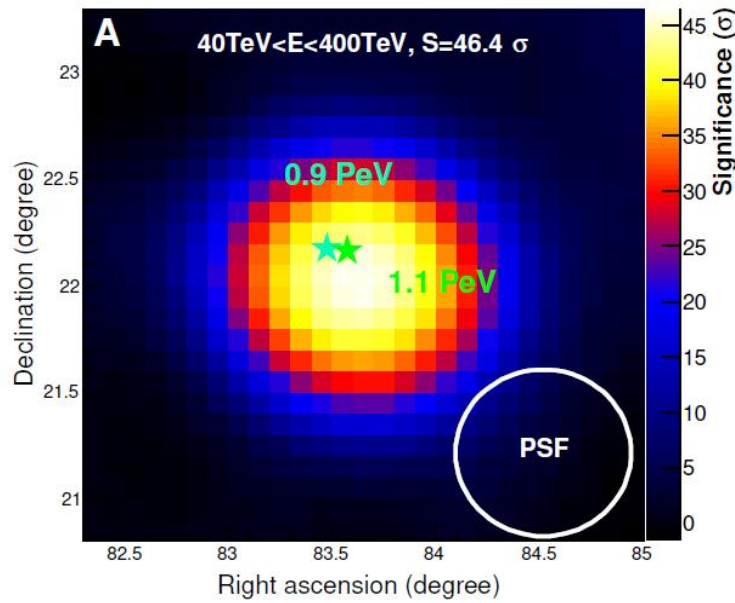 A
40TeV<E<400TeV, S=46.4 σ
0.9 PeV
1.1 PeV
PSF
23
22.5
22
21.5
21
Declination (degree)
82.5 83 83.5 84 84.5 85
Right ascension (degree)
45
40
35
30
25
20
15
10
5
0
Significance (σ)